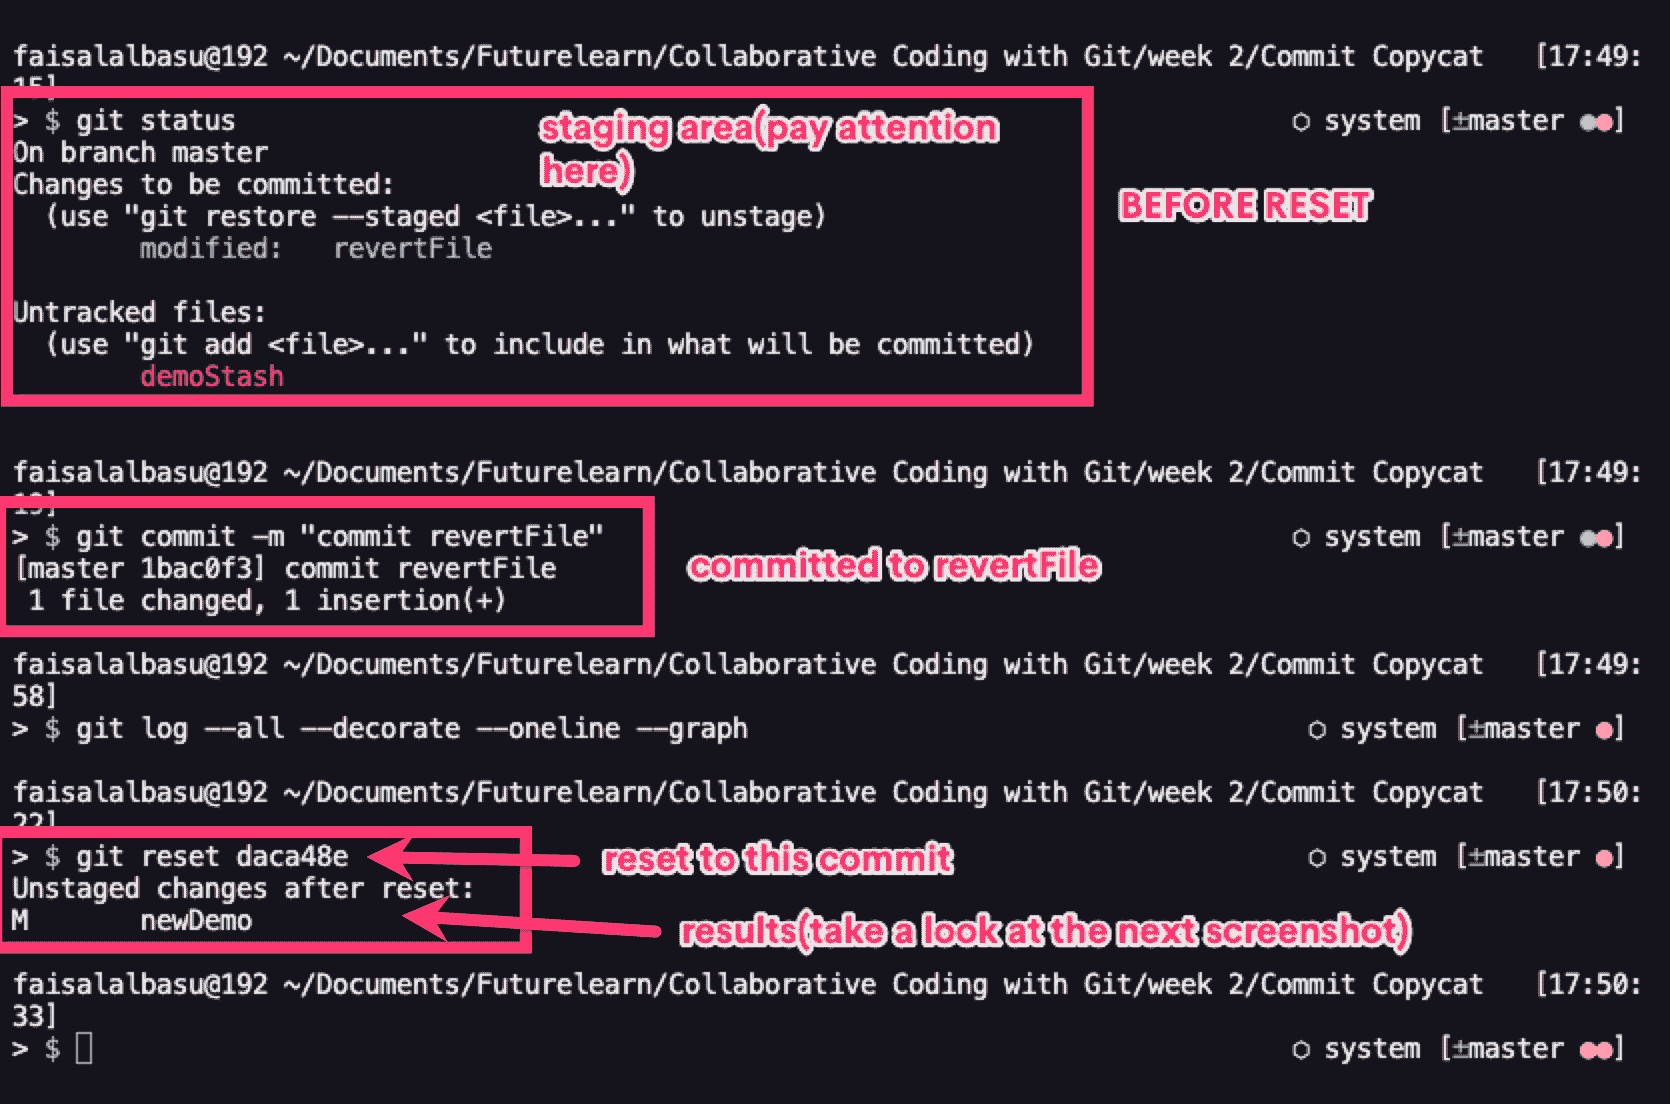 faisalalbasu@192 ~/Documents/Futurelearn/Collaborative Coding with Git/week 2/Commit Copycat [17:49:
15]
> $ git status
system [±master ●●]
On branch master
Changes to be committed:
(use "git restore --staged <file>..." to unstage)
modified: revertFile
Untracked files:
(use "git add <file>..." to include in what will be committed)
demoStash
staging area(pay attention
here)
BEFORE RESET
faisalalbasu@192 ~/Documents/Futurelearn/Collaborative Coding with Git/week 2/Commit Copycat [17:49:
> $ git commit -m "commit revertFile"
system [±master ●●]
[master 1bac0f3] commit revertFile
1 file changed, 1 insertion(+)
committed to revertFile
faisalalbasu@192 ~/Documents/Futurelearn/Collaborative Coding with Git/week 2/Commit Copycat [17:49:
58]
> $ git log --all --decorate --oneline --graph
system [±master ●]
faisalalbasu@192 ~/Documents/Futurelearn/Collaborative Coding with Git/week 2/Commit Copycat [17:50:
22]
> $ git reset daca48e
system [±master ●]
reset to this commit
Unstaged changes after reset:
M newDemo
results(take a look at the next screenshot)
faisalalbasu@192 ~/Documents/Futurelearn/Collaborative Coding with Git/week 2/Commit Copycat [17:50:
33]
> $
system [±master ●●]